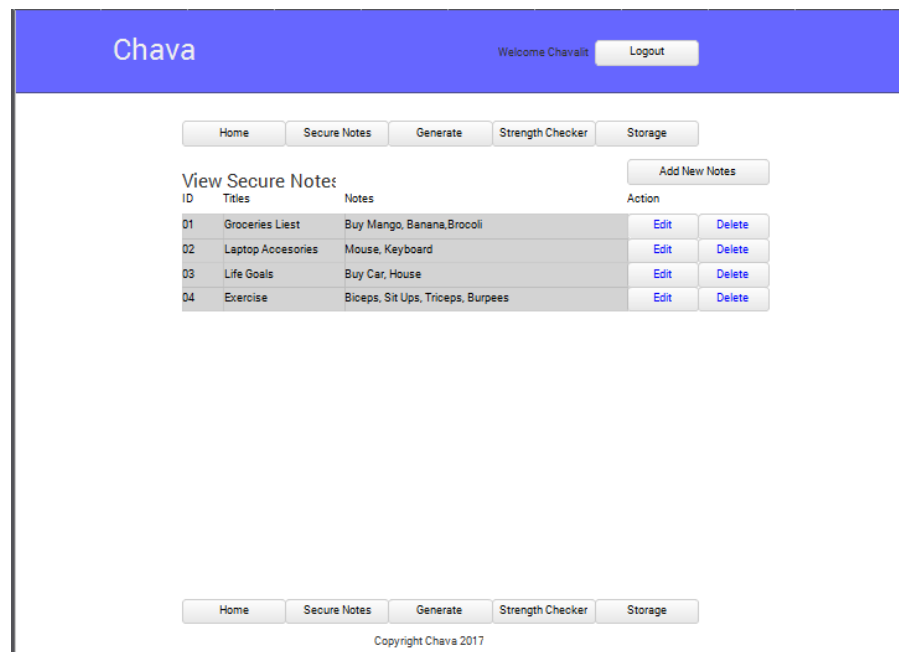 Chava
Welcome Chavalit Logout
Home Secure Notes Generate Strength Checker Storage
Add New Notes
View Secure Notes
ID Titles Notes Action
01 Groceries Liest Buy Mango, Banana,Brocoli Edit Delete
02 Laptop Accesories Mouse, Keyboard Edit Delete
03 Life Goals Buy Car, House Edit Delete
04 Exercise Biceps, Sit Ups, Triceps, Burpees Edit Delete
Home Secure Notes Generate Strength Checker Storage
Copyright Chava 2017